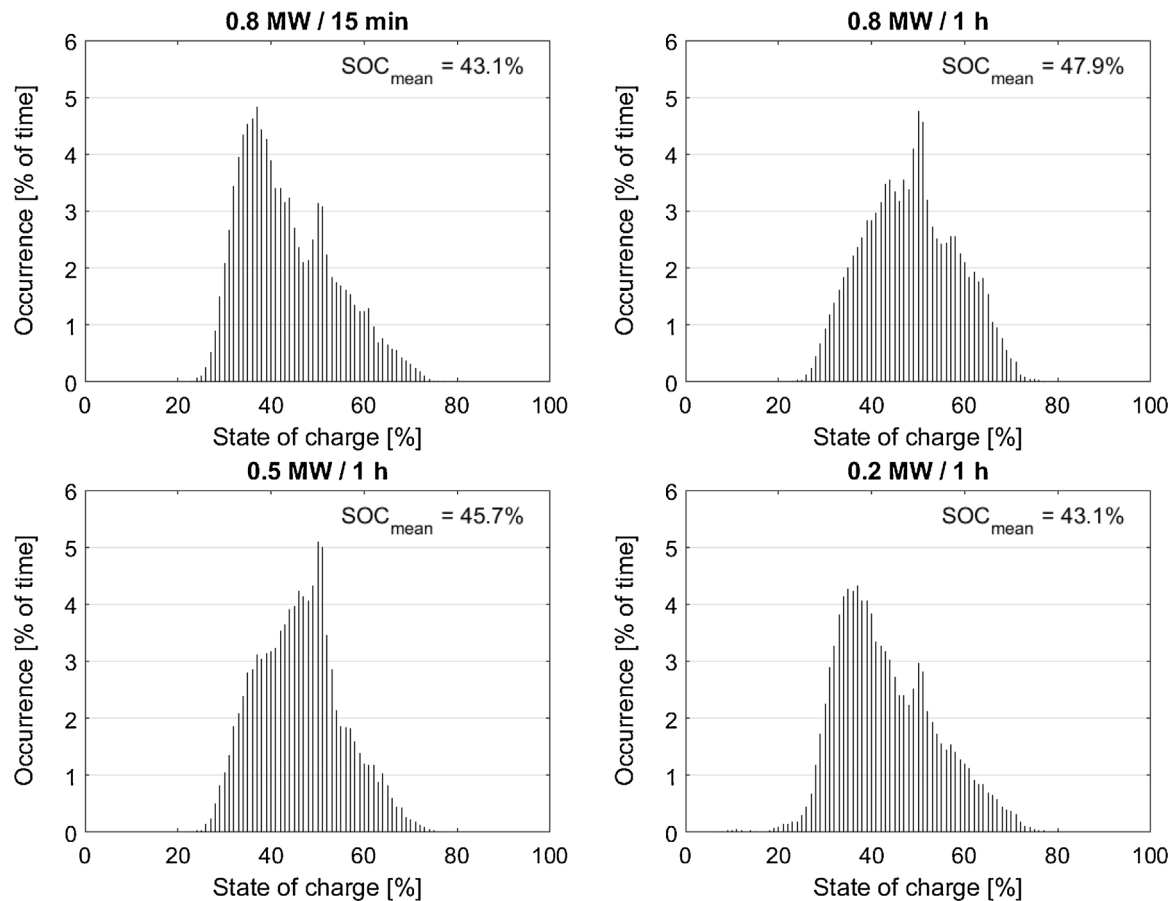 0.8 MW / 15 min
SOCmean = 43.1%
Occurrence [% of time]
6
5
4
3
2
1
0
0 20 40 60 80 100
State of charge [%]
0.8 MW / 1 h
SOCmean = 47.9%
Occurrence [% of time]
6
5
4
3
2
1
0
0 20 40 60 80 100
State of charge [%]
0.5 MW / 1 h
SOCmean = 45.7%
Occurrence [% of time]
6
5
4
3
2
1
0
0 20 40 60 80 100
State of charge [%]
0.2 MW / 1 h
SOCmean = 43.1%
Occurrence [% of time]
6
5
4
3
2
1
0
0 20 40 60 80 100
State of charge [%]